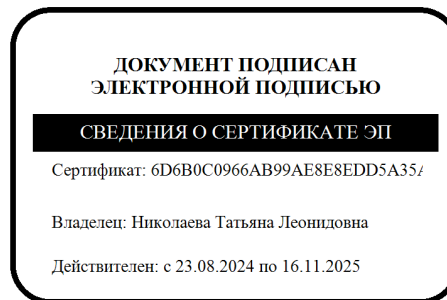 ДОКУМЕНТ ПОДПИСАН
ЭЛЕКТРОННОЙ ПОДПИСЬЮ
СВЕДЕНИЯ О СЕРТИФИКАТЕ ЭП
Сертификат: 6D6B0C0966AB99AE8E8EDD5A35A
Владелец: Николаева Татьяна Леонидовна
Действителен: с 23.08.2024 по 16.11.2025